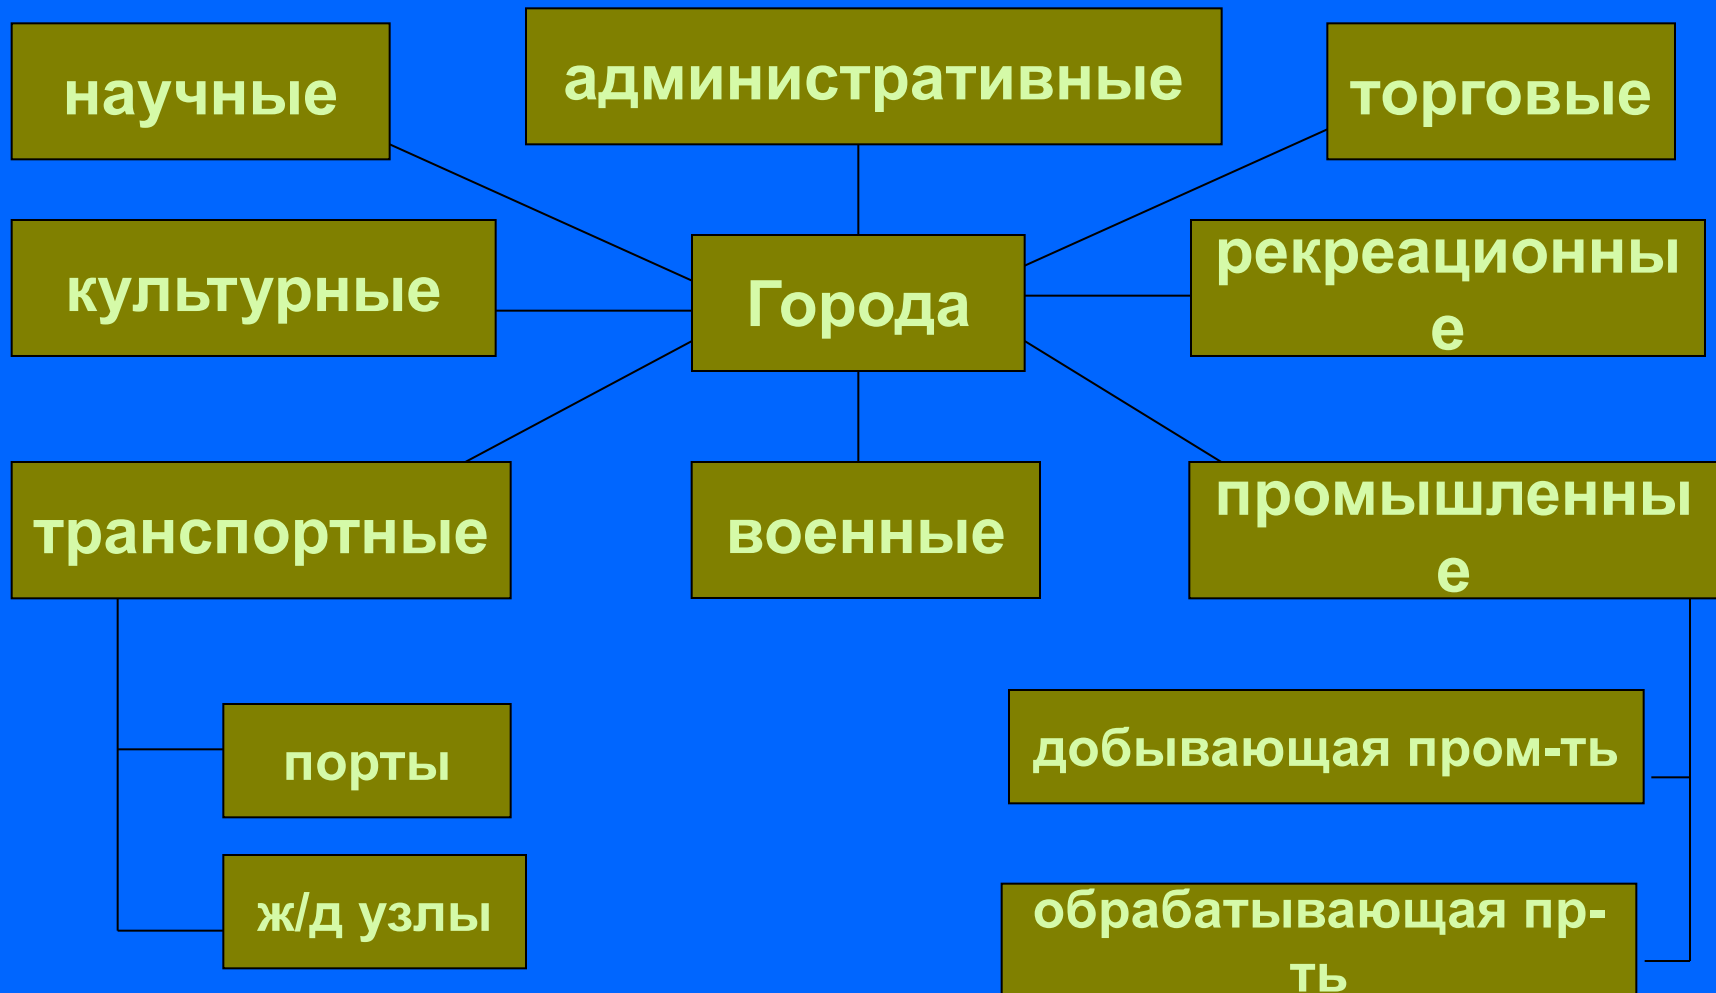 научные
административные
торговые
культурные
Города
рекреационны
е
транспортные
военные
промышленны
е
порты
добывающая пром-ть
ж/д узлы
обрабатывающая пр-
ть